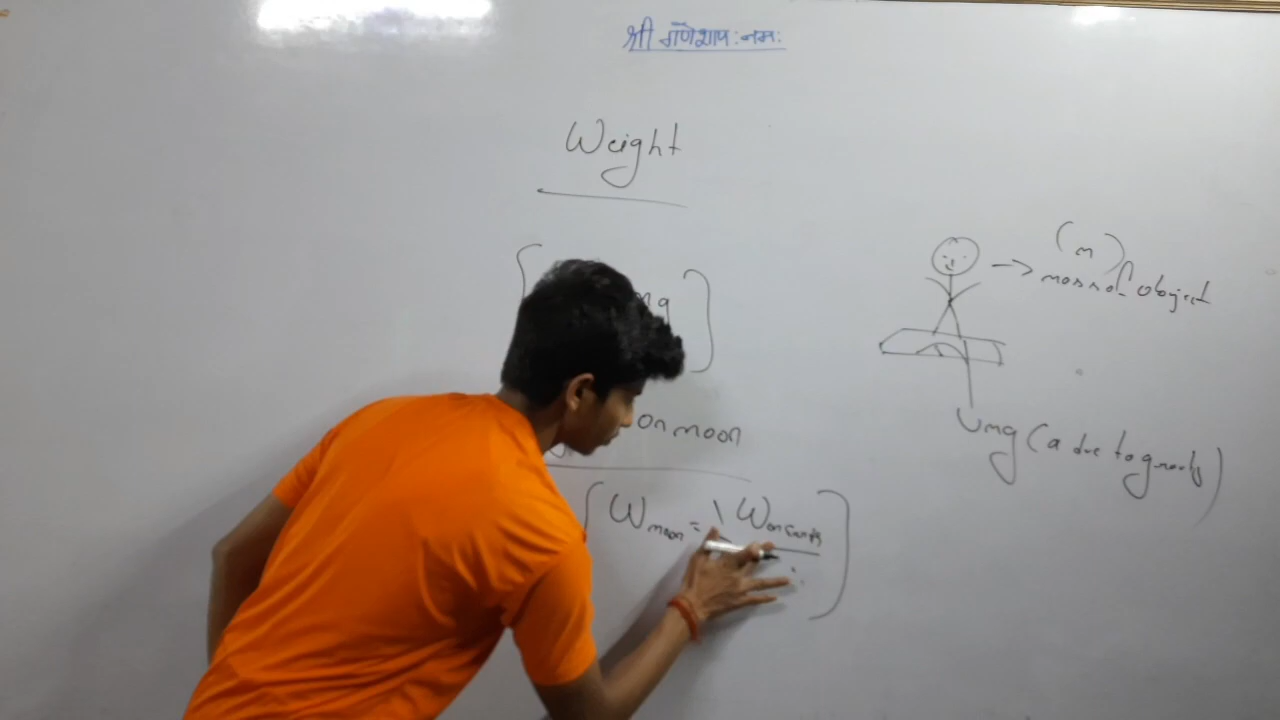 श्री गणेशाय: नमः
Weight
mg
(m)
mass of object
on moon
mg (a due to gravity)
W moon = 1 W on earth